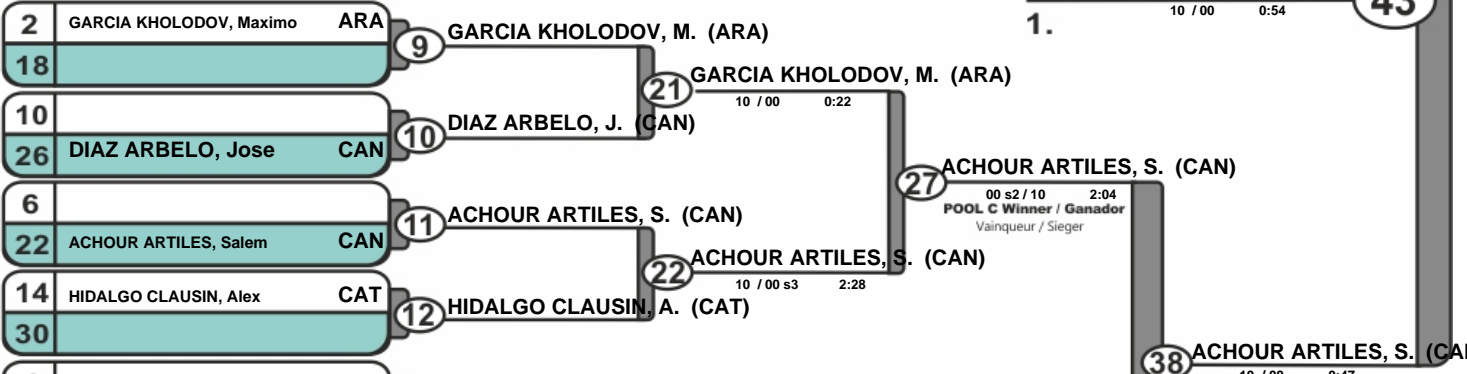 2 GARCIA KHOLODOV, Maximo ARA
18
10
26 DIAZ ARBELO, Jose CAN
6
22 ACHOUR ARTILES, Salem CAN
14 HIDALGO CLAUSIN, Alex CAT
30
9 GARCIA KHOLODOV, M. (ARA)
10 DIAZ ARBELO, J. (CAN)
11 ACHOUR ARTILES, S. (CAN)
12 HIDALGO CLAUSIN, A. (CAT)
21 GARCIA KHOLODOV, M. (ARA)
10 / 00 0:22
22 ACHOUR ARTILES, S. (CAN)
10 / 00 s3 2:28
27 ACHOUR ARTILES, S. (CAN)
00 s2 / 10 2:04
POOL C Winner / Ganador
Vainqueur / Sieger
10 / 00 0:54
43
1.
38 ACHOUR ARTILES, S.